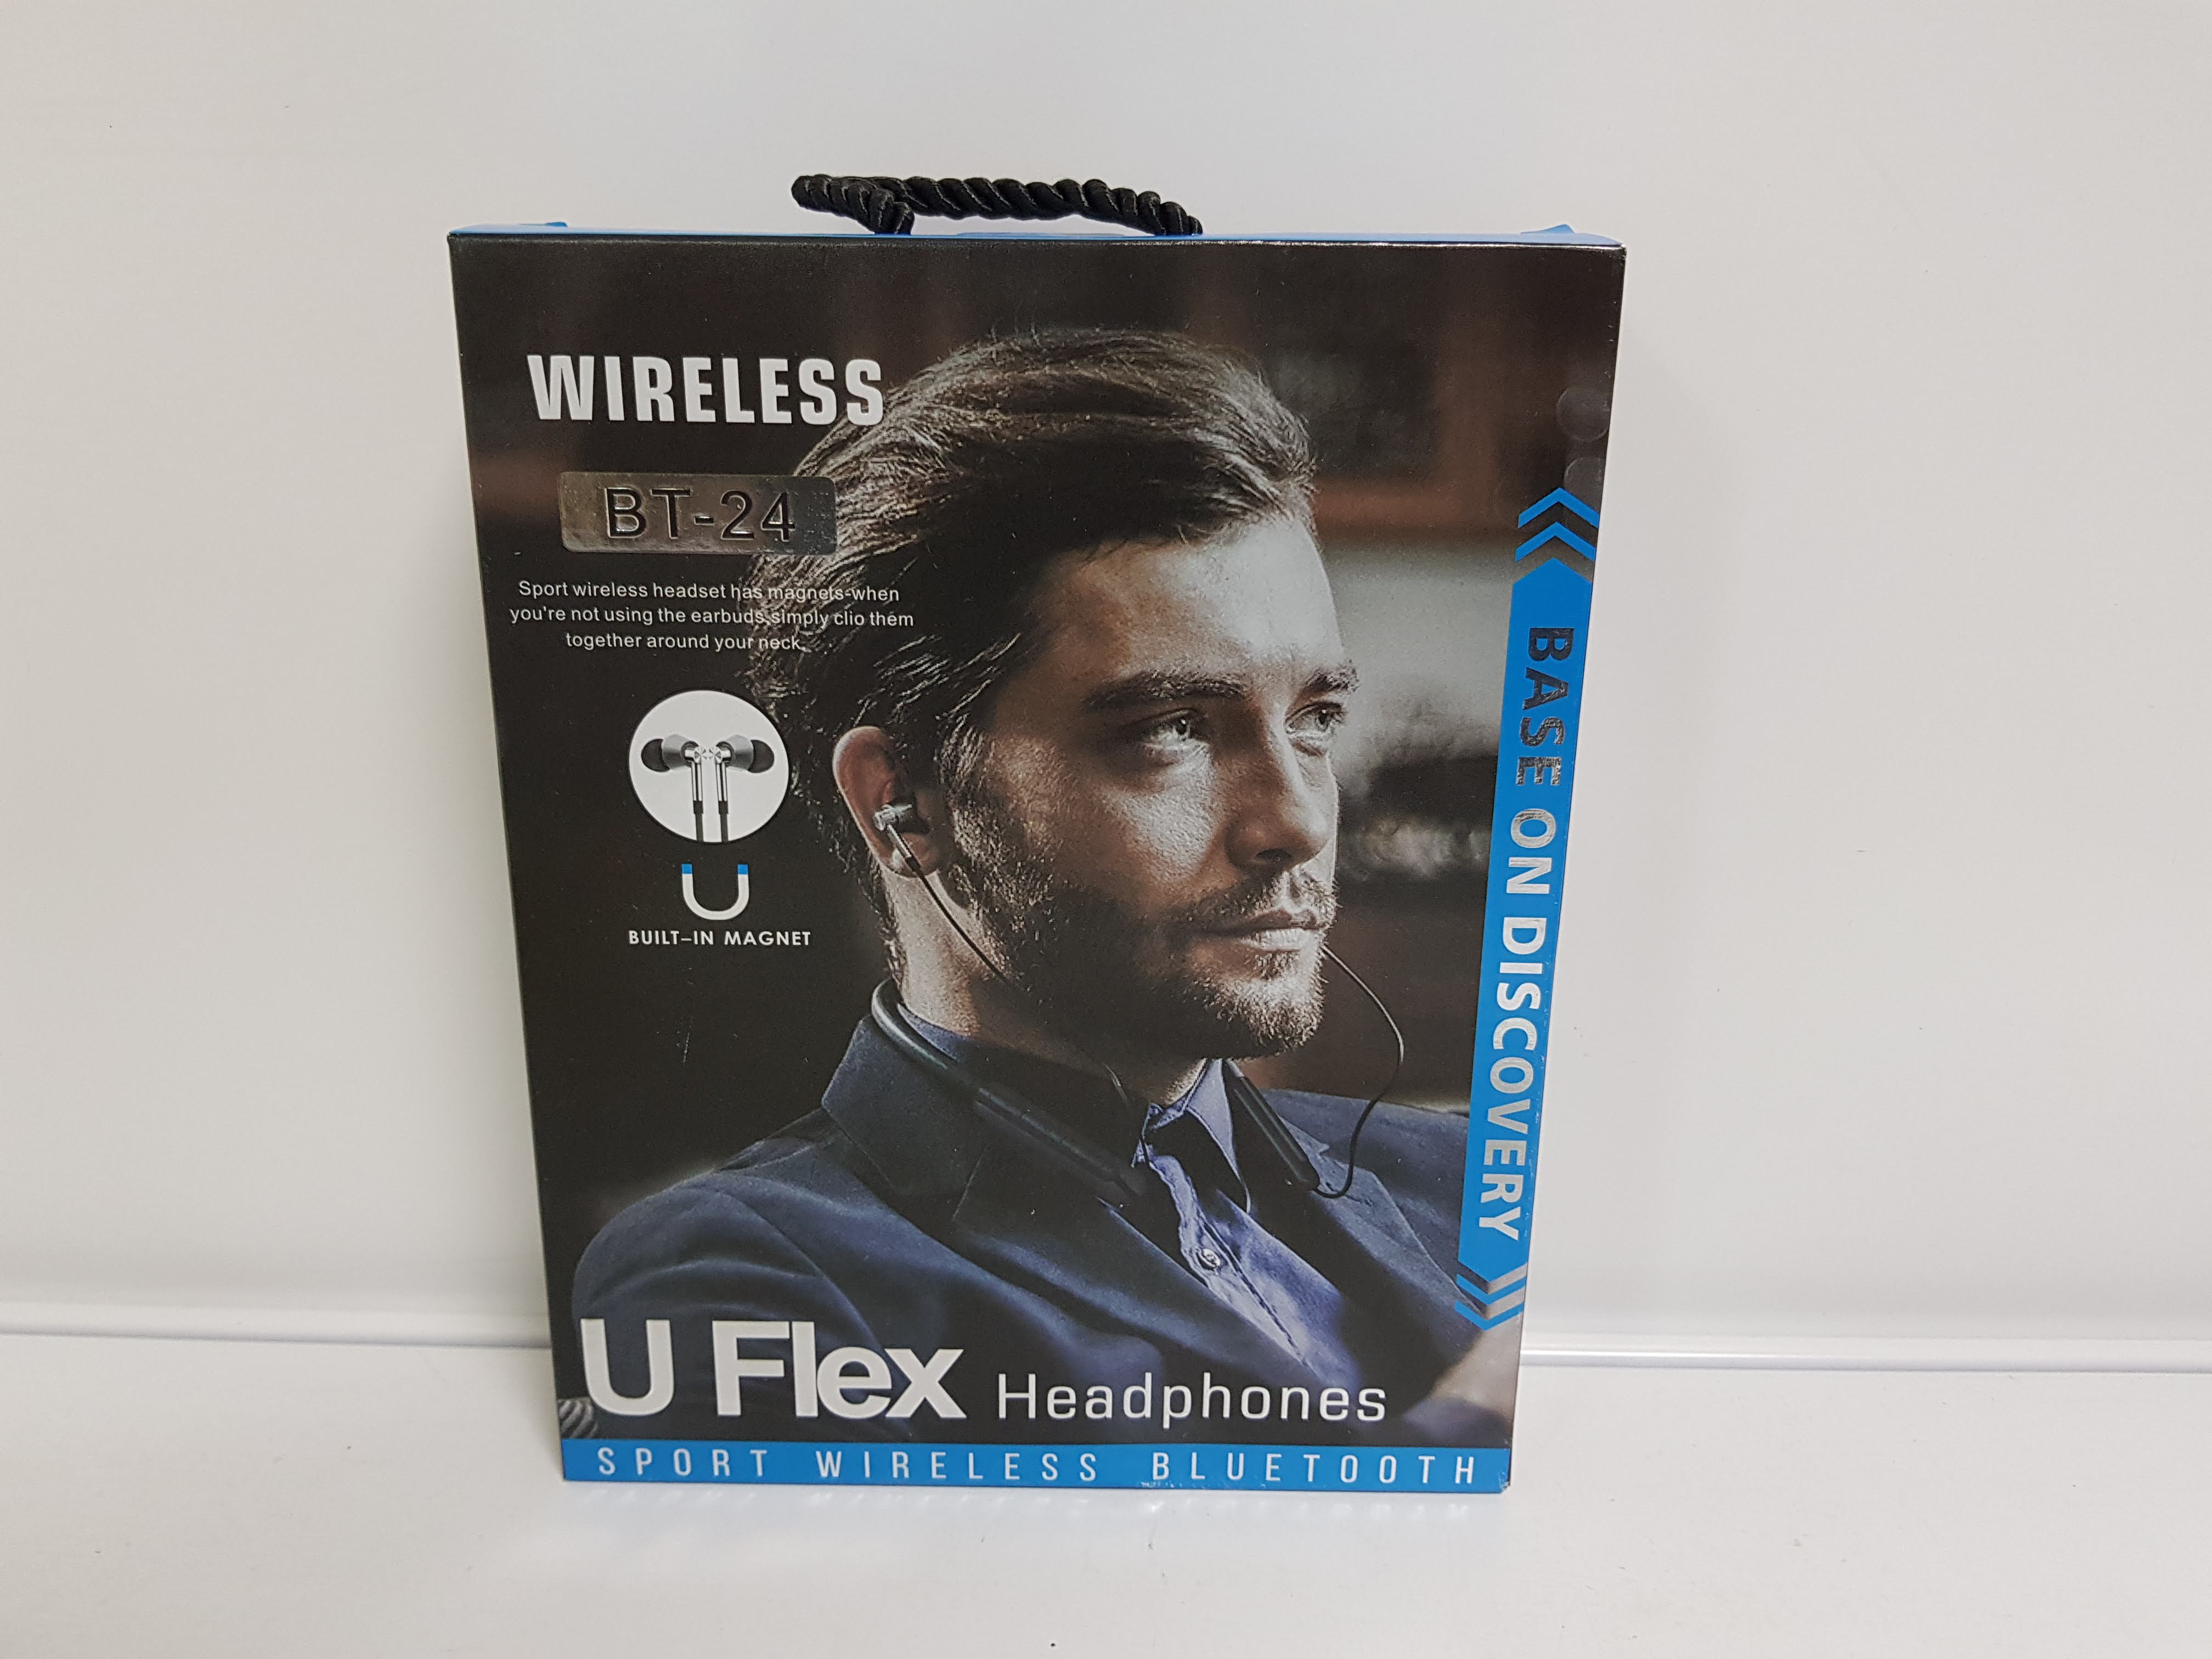 WIRELESS
BT-24
Sport wireless headset has magnets-when
you're not using the earbuds,simply clio them
together around your neck.
BUILT-IN MAGNET
BASE ON DISCOVERY
U Flex Headphones
SPORT WIRELESS BLUETOOTH